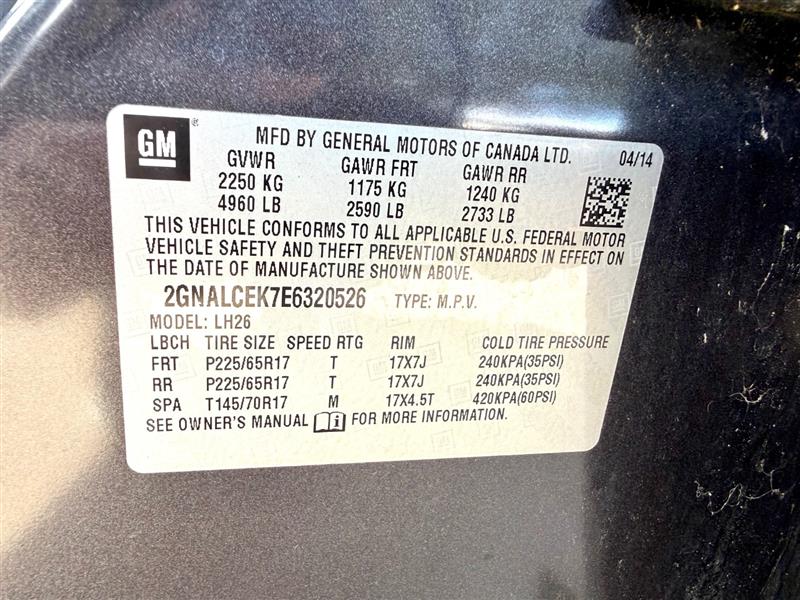 GM®
MFD BY GENERAL MOTORS OF CANADA LTD. 04/14
GVWR GAWR FRT GAWR RR
2250 KG 1175 KG 1240 KG
4960 LB 2590 LB 2733 LB
THIS VEHICLE CONFORMS TO ALL APPLICABLE U.S. FEDERAL MOTOR
VEHICLE SAFETY AND THEFT PREVENTION STANDARDS IN EFFECT ON
THE DATE OF MANUFACTURE SHOWN ABOVE.
2GNALCEK7E6320526 TYPE: M.P.V.
MODEL: LH26
LBCH TIRE SIZE SPEED RTG RIM COLD TIRE PRESSURE
FRT P225/65R17 T 17X7J 240KPA(35PSI)
RR P225/65R17 T 17X7J 240KPA(35PSI)
SPA T145/70R17 M 17X4.5T 420KPA(60PSI)
SEE OWNER'S MANUAL FOR MORE INFORMATION.